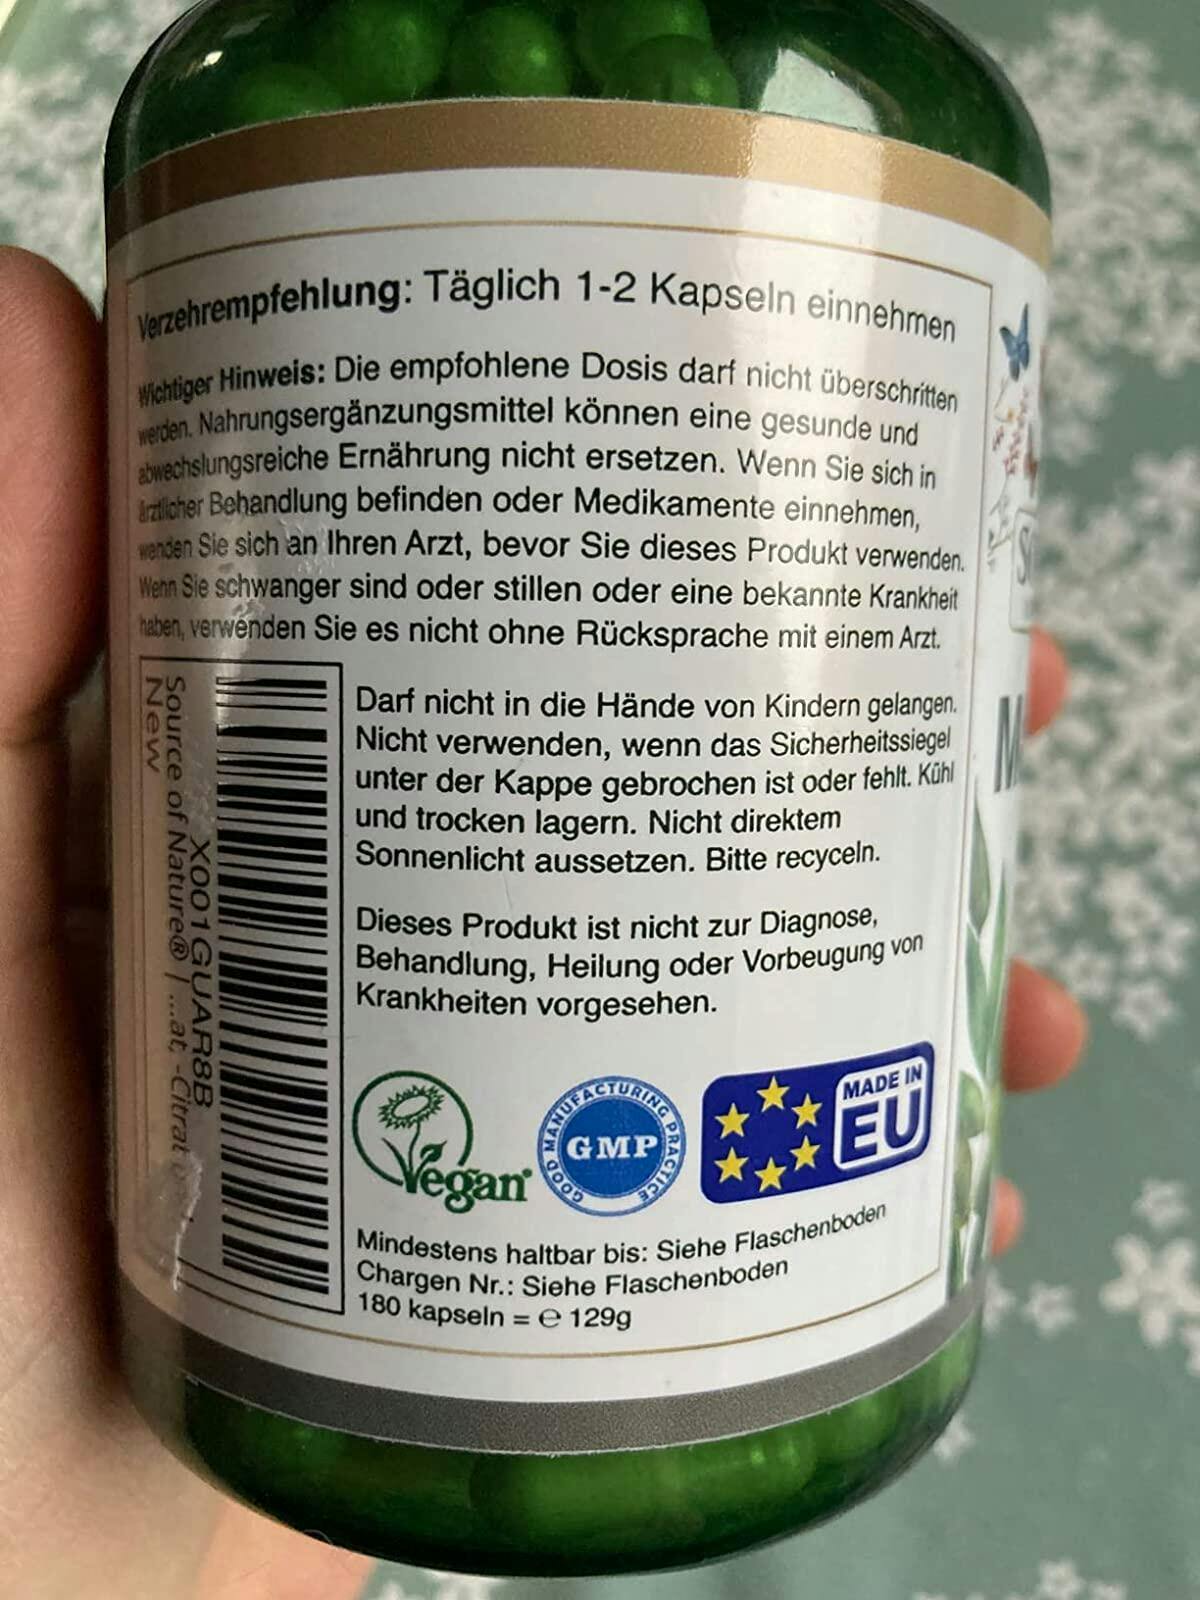 Verzehrempfehlung: Täglich 1-2 Kapseln einnehmen
Wichtiger Hinweis: Die empfohlene Dosis darf nicht überschritten
werden. Nahrungsergänzungsmittel können eine gesunde und
abwechslungsreiche Ernährung nicht ersetzen. Wenn Sie sich in
ärztlicher Behandlung befinden oder Medikamente einnehmen,
wenden Sie sich an Ihren Arzt, bevor Sie dieses Produkt verwenden.
Wenn Sie schwanger sind oder stillen oder eine bekannte Krankheit
haben, verwenden Sie es nicht ohne Rücksprache mit einem Arzt.
Darf nicht in die Hände von Kindern gelangen.
Nicht verwenden, wenn das Sicherheitssiegel
unter der Kappe gebrochen ist oder fehlt. Kühl
und trocken lagern. Nicht direktem
Sonnenlicht aussetzen. Bitte recyceln.
Dieses Produkt ist nicht zur Diagnose,
Behandlung, Heilung oder Vorbeugung von
Krankheiten vorgesehen.
X001GUAR8B
Source of Nature® | ...at, -Citrat
New
Vegan
GOOD MANUFACTURING PRACTICE
GMP
MADE IN
EU
Mindestens haltbar bis: Siehe Flaschenboden
Chargen Nr.: Siehe Flaschenboden
180 kapseln = ℮ 129g